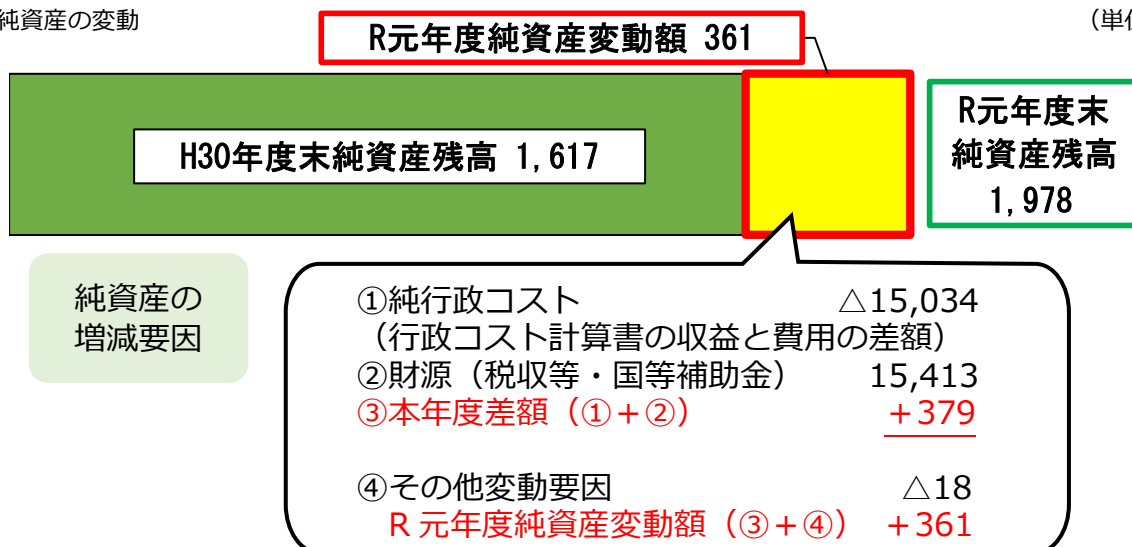 純資産の変動
（単位
R元年度純資産変動額 361
H30年度末純資産残高 1,617
R元年度末
純資産残高
1,978
純資産の
増減要因
①純行政コスト △15,034
（行政コスト計算書の収益と費用の差額）
②財源（税収等・国等補助金） 15,413
③本年度差額（①＋②） +379
④その他変動要因 △18
R 元年度純資産変動額（③＋④） +361